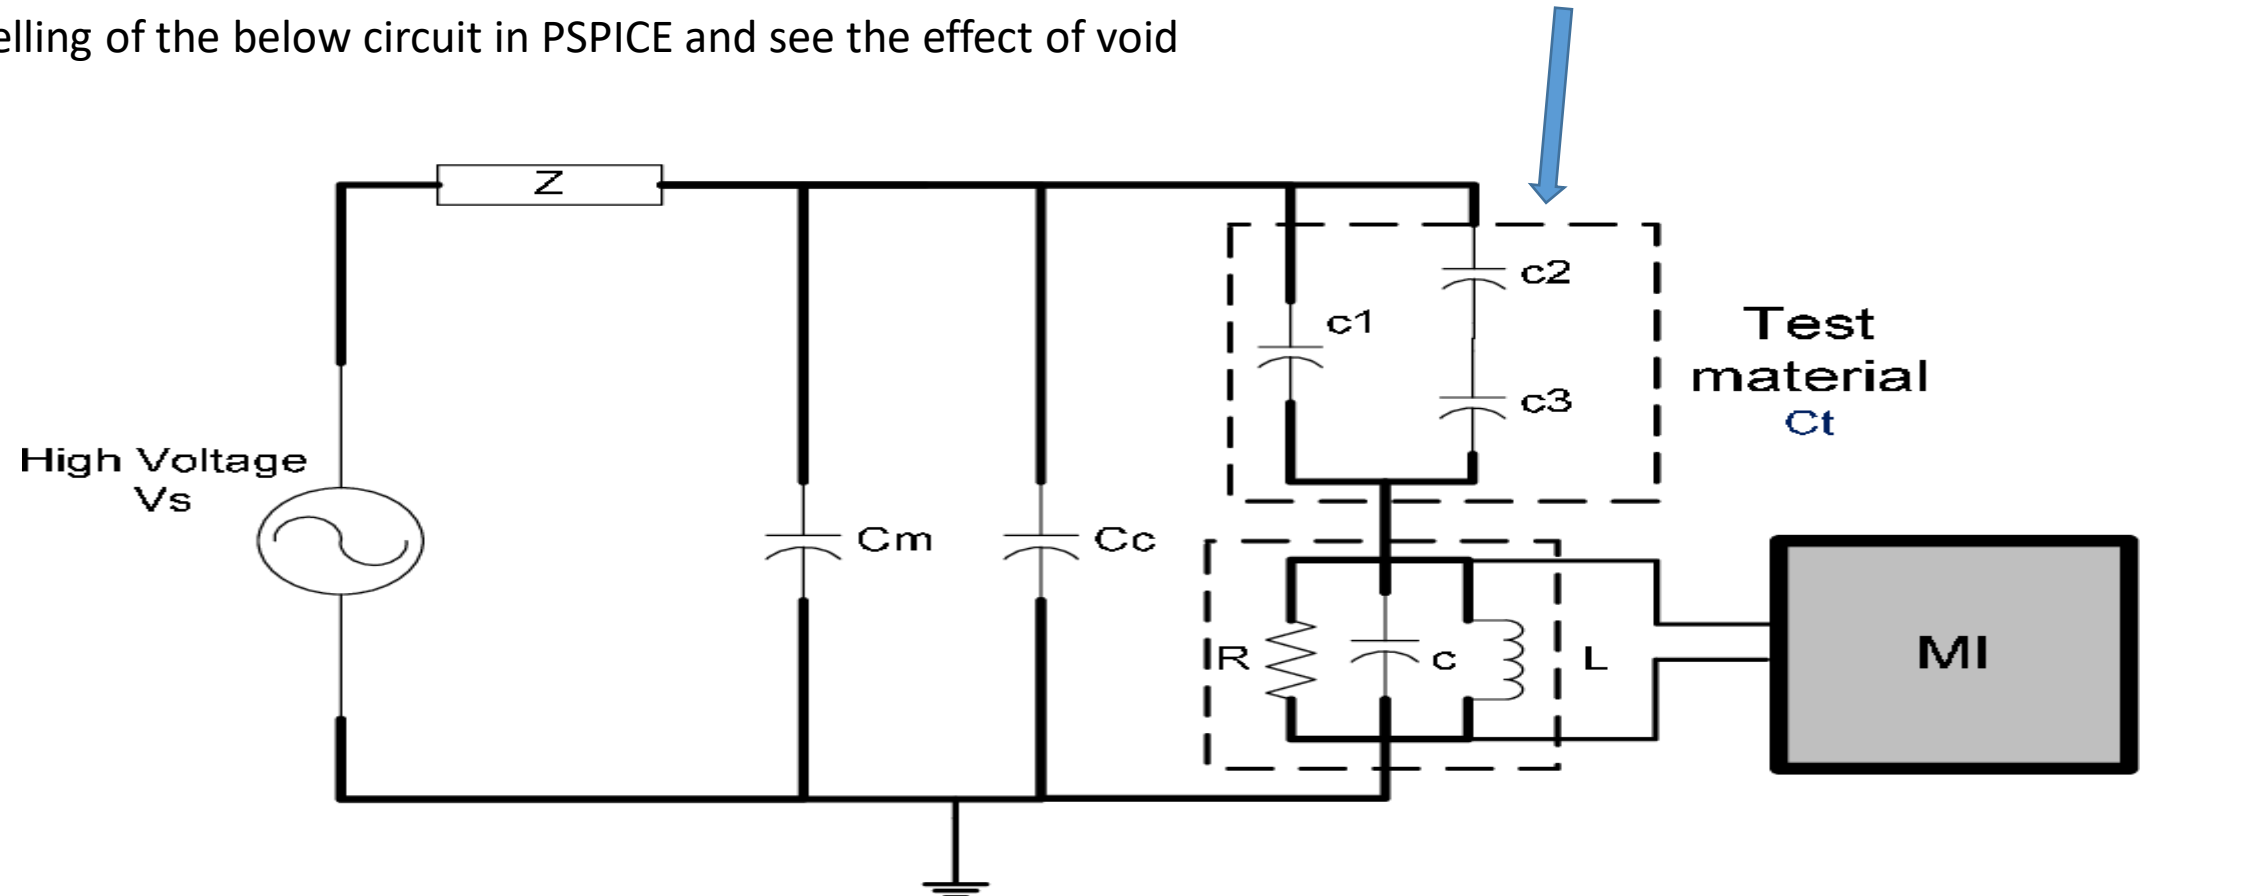 elling of the below circuit in PSPICE and see the effect of void
Z
c2
c1
Test
material
c3
Ct
High Voltage
Vs
Cm
Cc
R
c
L
MI